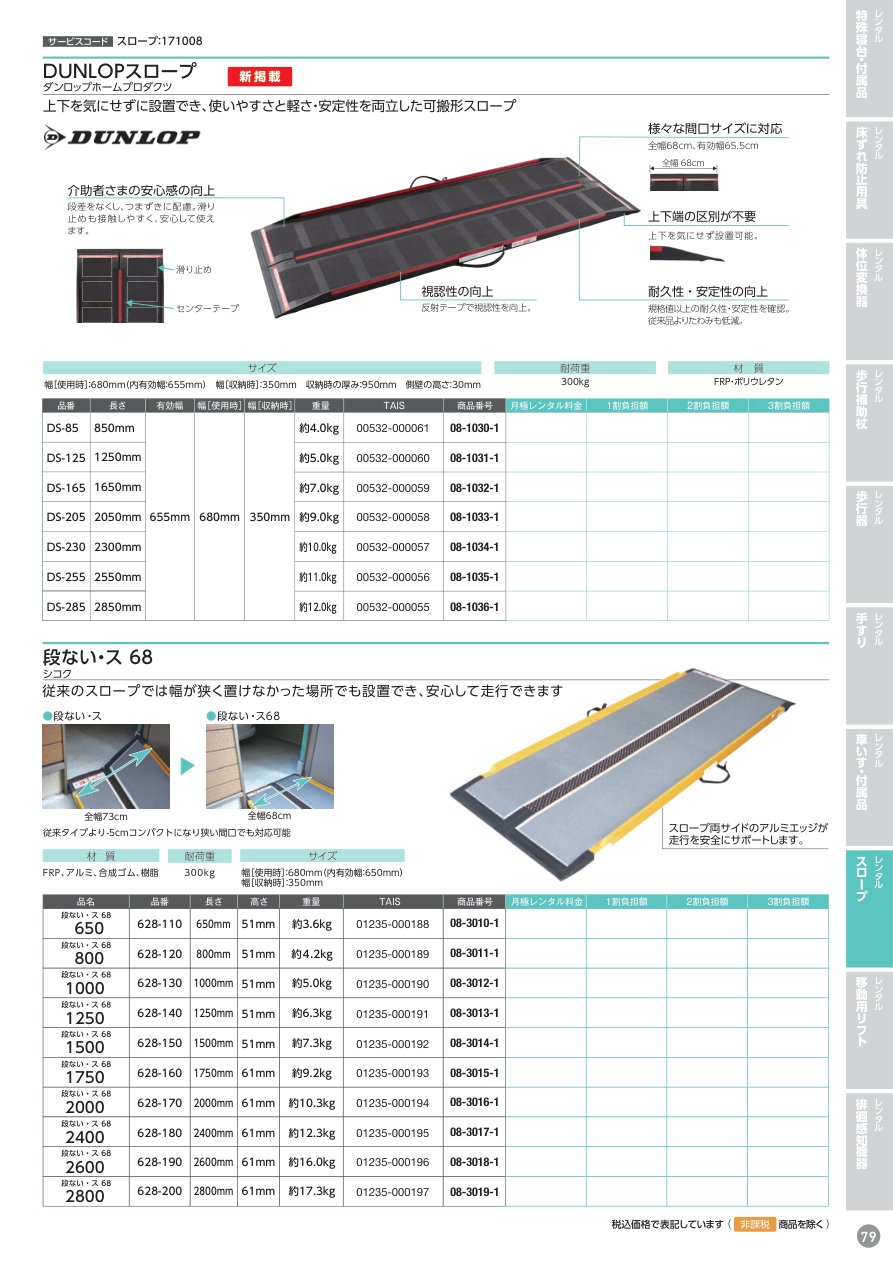 サービスコード スロープ:171008
DUNLOPスロープ 新掲載
ダンロップホームプロダクツ
上下を気にせずに設置でき、使いやすさと軽さ・安定性を両立した可搬形スロープ
DUNLOP
様々な間口サイズに対応
全幅68cm、有効幅65.5cm
全幅 68cm
介助者さまの安心感の向上
段差をなくし、つまずきに配慮。滑り
止めも接触しやすく、安心して使え
ます。
滑り止め
センターテープ
上下端の区別が不要
上下を気にせず設置可能。
視認性の向上
反射テープで視認性を向上。
耐久性・安定性の向上
規格値以上の耐久性・安定性を確認。
従来品よりたわみも低減。
サイズ 耐荷重 材 質
幅[使用時]:680mm(内有効幅:655mm) 幅[収納時]:350mm 収納時の厚み:950mm 側壁の高さ:30mm 300kg FRP・ポリウレタン
品番 長さ 有効幅 幅[使用時] 幅[収納時] 重量 TAIS 商品番号 月極レンタル料金 1割負担額 2割負担額 3割負担額
DS-85 850mm 約4.0kg 00532-000061 08-1030-1
DS-125 1250mm 約5.0kg 00532-000060 08-1031-1
DS-165 1650mm 約7.0kg 00532-000059 08-1032-1
DS-205 2050mm 655mm 680mm 350mm 約9.0kg 00532-000058 08-1033-1
DS-230 2300mm 約10.0kg 00532-000057 08-1034-1
DS-255 2550mm 約11.0kg 00532-000056 08-1035-1
DS-285 2850mm 約12.0kg 00532-000055 08-1036-1
段ない・ス 68
シコク
従来のスロープでは幅が狭く置けなかった場所でも設置でき、安心して走行できます
●段ない・ス ●段ない・ス68
全幅73cm 全幅68cm
従来タイプより-5cmコンパクトになり狭い間口でも対応可能
スロープ両サイドのアルミエッジが
走行を安全にサポートします。
材 質 耐荷重 サイズ
FRP、アルミ、合成ゴム、樹脂 300kg 幅[使用時]:680mm(内有効幅:650mm)
幅[収納時]:350mm
品名 品番 長さ 高さ 重量 TAIS 商品番号 月極レンタル料金 1割負担額 2割負担額 3割負担額
段ない・ス 68
650 628-110 650mm 51mm 約3.6kg 01235-000188 08-3010-1
段ない・ス 68
800 628-120 800mm 51mm 約4.2kg 01235-000189 08-3011-1
段ない・ス 68
1000 628-130 1000mm 51mm 約5.0kg 01235-000190 08-3012-1
段ない・ス 68
1250 628-140 1250mm 51mm 約6.3kg 01235-000191 08-3013-1
段ない・ス 68
1500 628-150 1500mm 51mm 約7.3kg 01235-000192 08-3014-1
段ない・ス 68
1750 628-160 1750mm 61mm 約9.2kg 01235-000193 08-3015-1
段ない・ス 68
2000 628-170 2000mm 61mm 約10.3kg 01235-000194 08-3016-1
段ない・ス 68
2400 628-180 2400mm 61mm 約12.3kg 01235-000195 08-3017-1
段ない・ス 68
2600 628-190 2600mm 61mm 約16.0kg 01235-000196 08-3018-1
段ない・ス 68
2800 628-200 2800mm 61mm 約17.3kg 01235-000197 08-3019-1
税込価格で表記しています ( 非課税 商品を除く )
79
レンタル
特殊寝台・付属品
レンタル
床ずれ防止用具
レンタル
体位変換器
レンタル
歩行補助杖
レンタル
歩行器
レンタル
手すり
レンタル
車いす・付属品
レンタル
スロープ
レンタル
移動用リフト
レンタル
徘徊感知機器